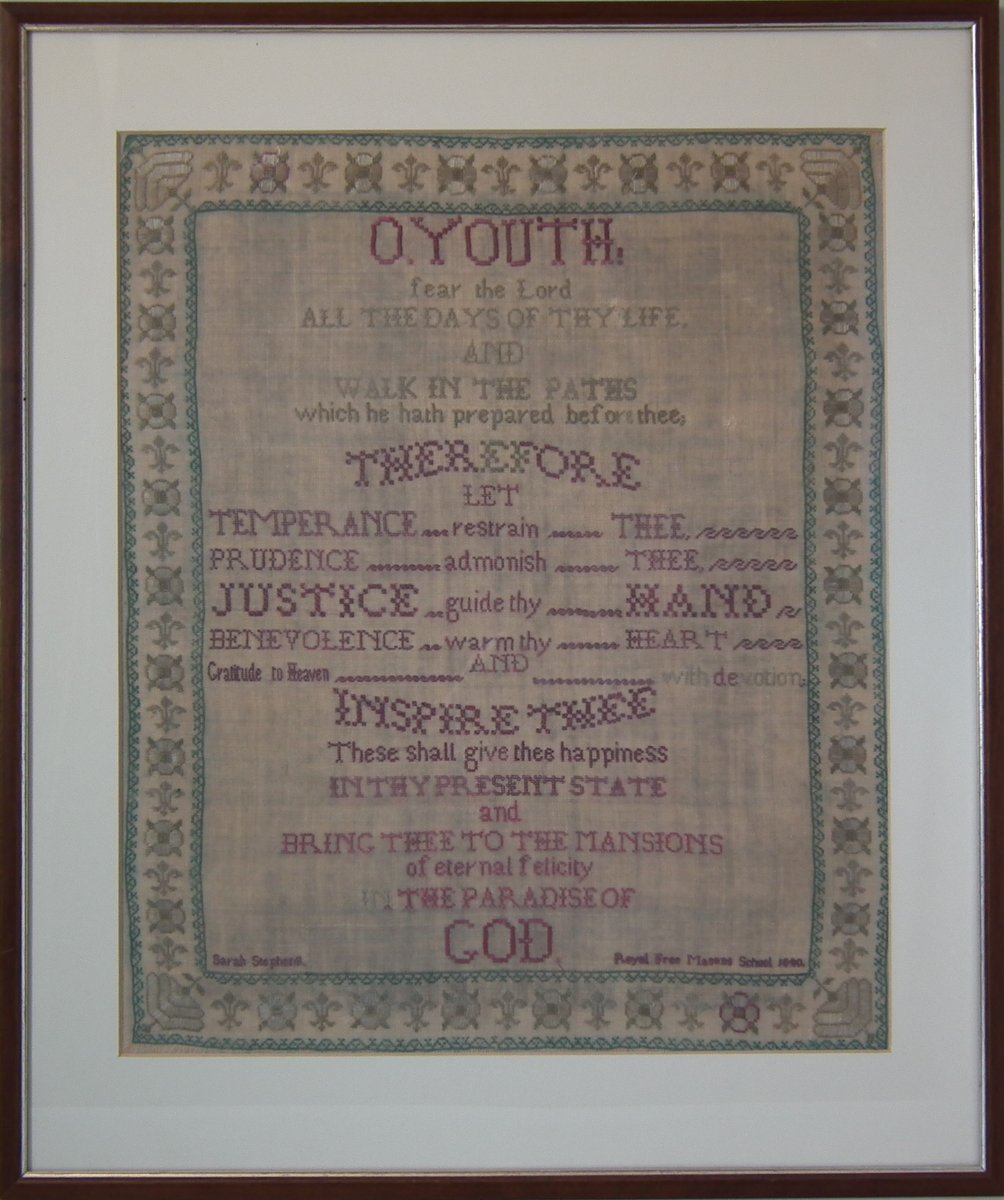 O. YOUTH:
fear the Lord
ALL THE DAYS OF THY LIFE,
AND
WALK IN THE PATHS
which he hath prepared before thee;
THEREFORE
LET
TEMPERANCE restrain THEE,
PRUDENCE admonish THEE,
JUSTICE guide thy HAND
BENEVOLENCE warm thy HEART
AND
Gratitude to Heaven with devotion;
INSPIRE THEE
These shall give thee happiness
IN THY PRESENT STATE
and
BRING THEE TO THE MANSIONS
of eternal felicity
IN THE PARADISE OF
GOD.
Sarah Stephens. Royal Free Masons School